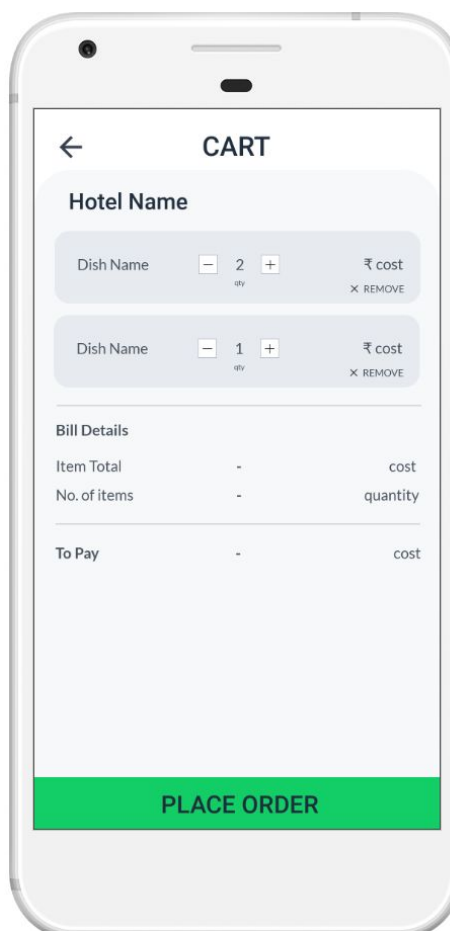 CART
Hotel Name
Dish Name − 2 + ₹ cost
qty
× REMOVE
Dish Name − 1 + ₹ cost
qty
× REMOVE
Bill Details
Item Total - cost
No. of items - quantity
To Pay - cost
PLACE ORDER